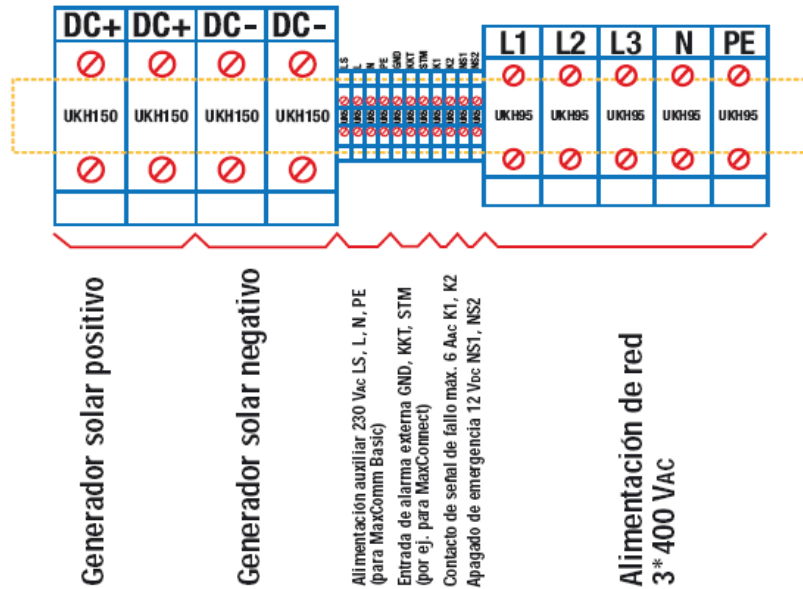 DC+ DC+ DC- DC-
LS L N PE GND KKT STM K1 K2 NS1 NS2
L1 L2 L3 N PE
UKH150 UKH150 UKH150 UKH150
UKH95 UKH95 UKH95 UKH95 UKH95
Generador solar positivo
Generador solar negativo
Alimentación auxiliar 230 VAC LS, L, N, PE
(para MaxComm Basic)
Entrada de alarma externa GND, KKT, STM
(por ej. para MaxConnect)
Contacto de señal de fallo máx. 6 AAC K1, K2
Apagado de emergencia 12 VDC NS1, NS2
Alimentación de red
3*400 VAC